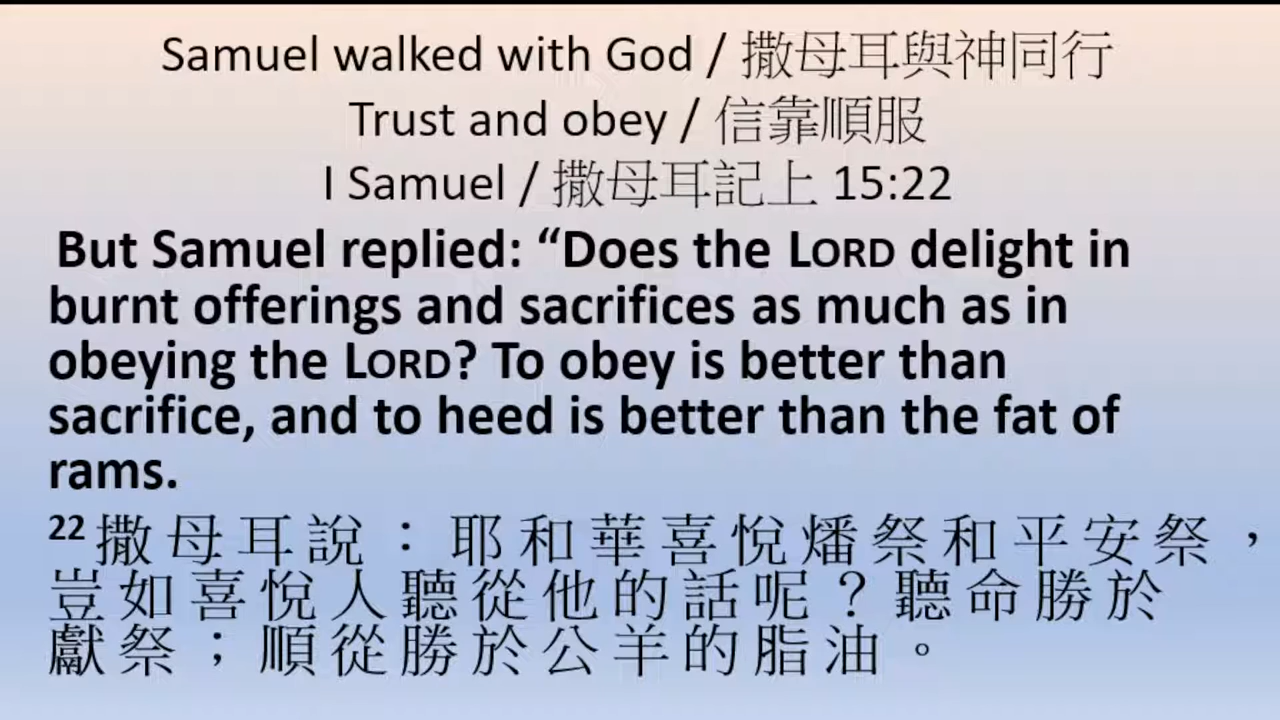 Samuel walked with God / 撒母耳與神同行
Trust and obey / 信靠順服
I Samuel / 撒母耳記上 15:22
But Samuel replied: “Does the LORD delight in
burnt offerings and sacrifices as much as in
obeying the LORD? To obey is better than
sacrifice, and to heed is better than the fat of
rams.
22 撒母耳說：耶和華喜悅燔祭和平安祭，
豈如喜悅人聽從他的話呢？聽命勝於
獻祭；順從勝於公羊的脂油。